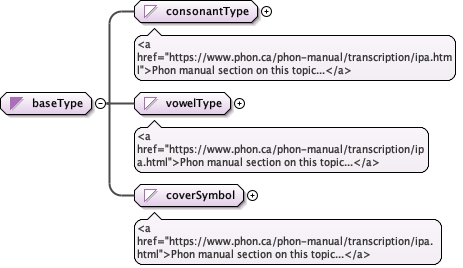 consonantType
<a
href="https://www.phon.ca/phon-manual/transcription/ipa.htm
l">Phon manual section on this topic...</a>
baseType
vowelType
<a
href="https://www.phon.ca/phon-manual/transcription/ip
a.html">Phon manual section on this topic...</a>
coverSymbol
<a
href="https://www.phon.ca/phon-manual/transcription/ipa.
html">Phon manual section on this topic...</a>